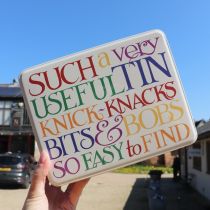 SUCH a very
USEFUL TIN
KNICK-KNACKS
BITS & BOBS
SO EASY to FIND